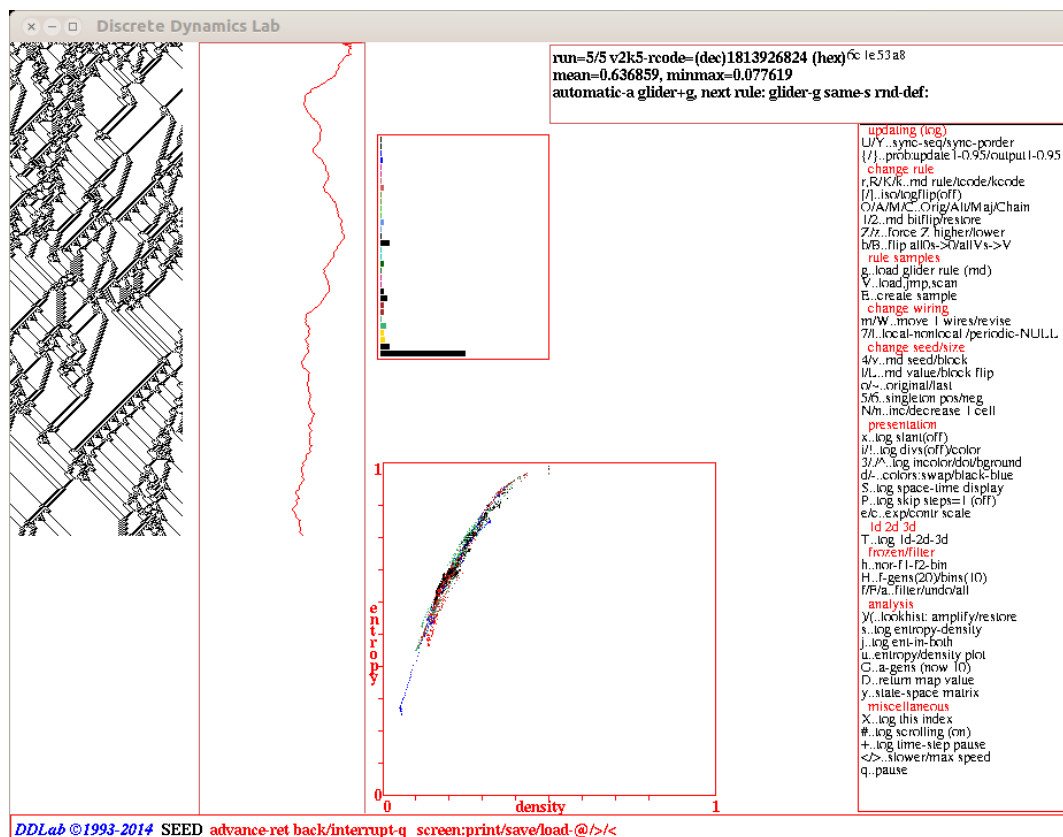 Discrete Dynamics Lab
run=5/5 v2k5-rcode=(dec)1813926824 (hex)6c 1e 53 a8
mean=0.636859, minmax=0.077619
automatic-a glider+g, next rule: glider-g same-s rnd-def:
updating (tog)
U/Y..sync-seq/sync-porder
{/}..prob:update 1-0.95/output 1-0.95
change rule
r,R/K/k..rnd rule/tcode/kcode
[/]..iso/togflip(off)
O/A/M/C..Orig/Alt/Maj/Chain
1/2..rnd bitflip/restore
Z/z..force Z higher/lower
b/B..flip all0s->0/allVs->V
rule samples
g..load glider rule (rnd)
V..load,jmp,scan
E..create sample
change wiring
m/W..move 1 wires/revise
7/l..local-nonlocal /periodic-NULL
change seed/size
4/v..rnd seed/block
I/L..rnd value/block flip
o/~..original/last
5/6..singleton pos/neg
N/n..inc/decrease 1 cell
presentation
x..tog slant(off)
i/!..tog divs(off)/color
3/./^..tog incolor/dot/bground
d/-..colors:swap/black-blue
S..tog space-time display
P..tog skip steps=1 (off)
e/c..exp/contr scale
1d 2d 3d
T..tog 1d-2d-3d
frozen/filter
h..nor-f1-f2-bin
H..f-gens(20)/bins(10)
f/F/a..filter/undo/all
analysis
)/(..lookhist: amplify/restore
s..tog entropy-density
j..tog ent-in-both
u..entropy/density plot
G..a-gens (now 10)
D..return map value
y..state-space matrix
miscellaneous
X..tog this index
#..tog scrolling (on)
+..tog time-step pause
</>..slower/max speed
q..pause
1
entropy
0
0 density 1
DDLab ©1993-2014 SEED advance-ret back/interrupt-q screen:print/save/load-@/>/<